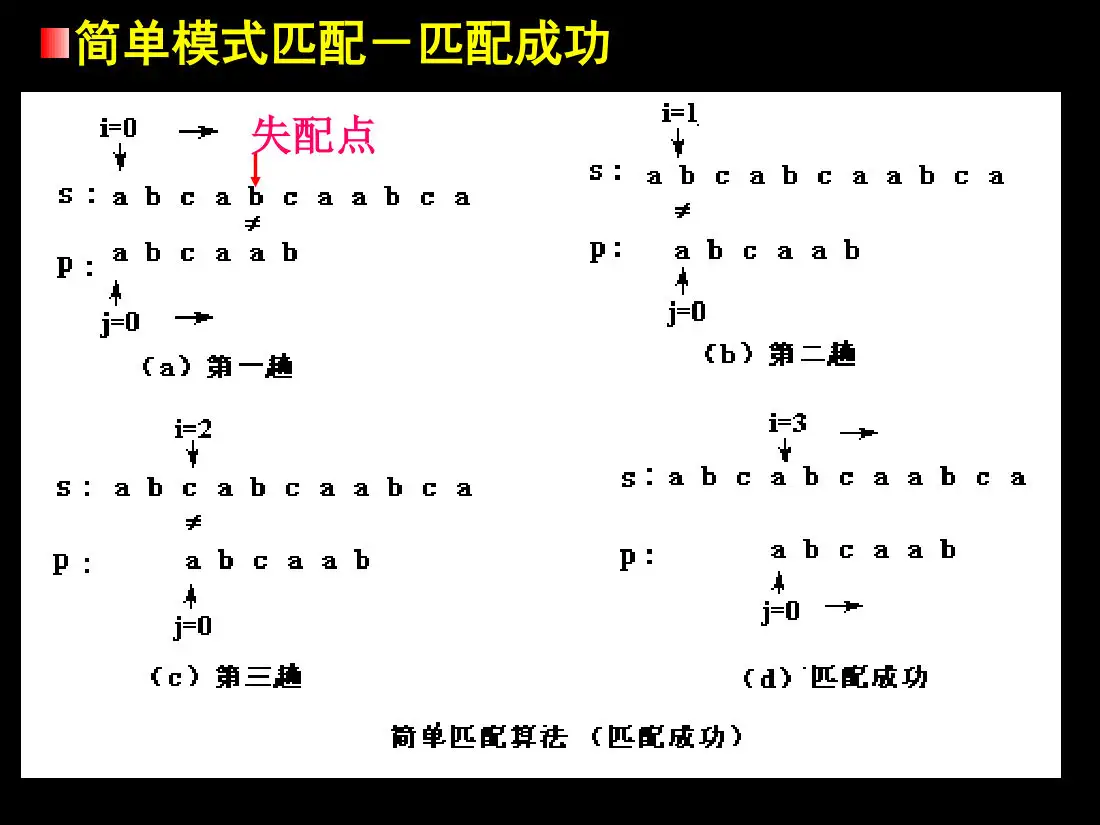 简单模式匹配－匹配成功
i=0 → 失配点
↓
s: a b c a b c a a b c a
≠
p: a b c a a b
↑
j=0 →
(a) 第一趟
i=1
↓
s: a b c a b c a a b c a
≠
p: a b c a a b
↑
j=0
(b) 第二趟
i=2
↓
s: a b c a b c a a b c a
≠
p: a b c a a b
↑
j=0
(c) 第三趟
i=3 →
↓
s: a b c a b c a a b c a
p: a b c a a b
↑
j=0 →
(d) 匹配成功
简单匹配算法（匹配成功）